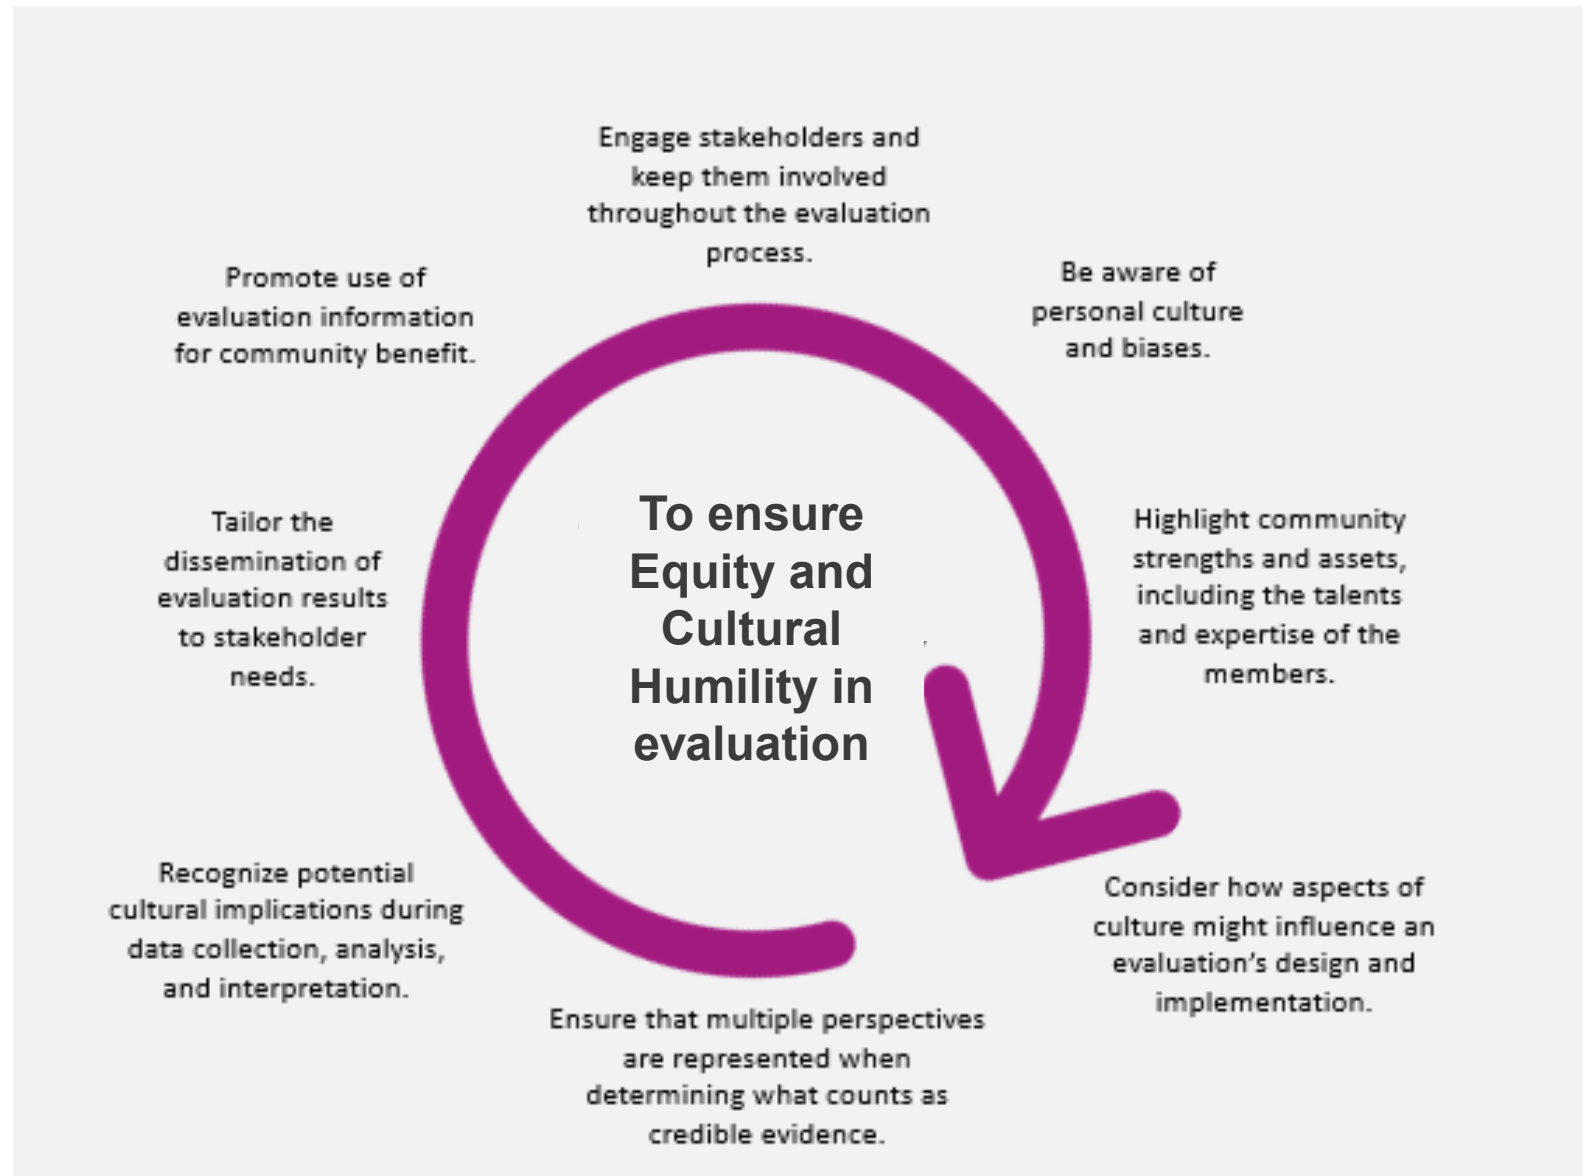 Engage stakeholders and
keep them involved
throughout the evaluation
process.
Be aware of
personal culture
and biases.
Highlight community
strengths and assets,
including the talents
and expertise of the
members.
Consider how aspects of
culture might influence an
evaluation's design and
implementation.
Ensure that multiple perspectives
are represented when
determining what counts as
credible evidence.
Recognize potential
cultural implications during
data collection, analysis,
and interpretation.
Tailor the
dissemination of
evaluation results
to stakeholder
needs.
Promote use of
evaluation information
for community benefit.
To ensure
Equity and
Cultural
Humility in
evaluation